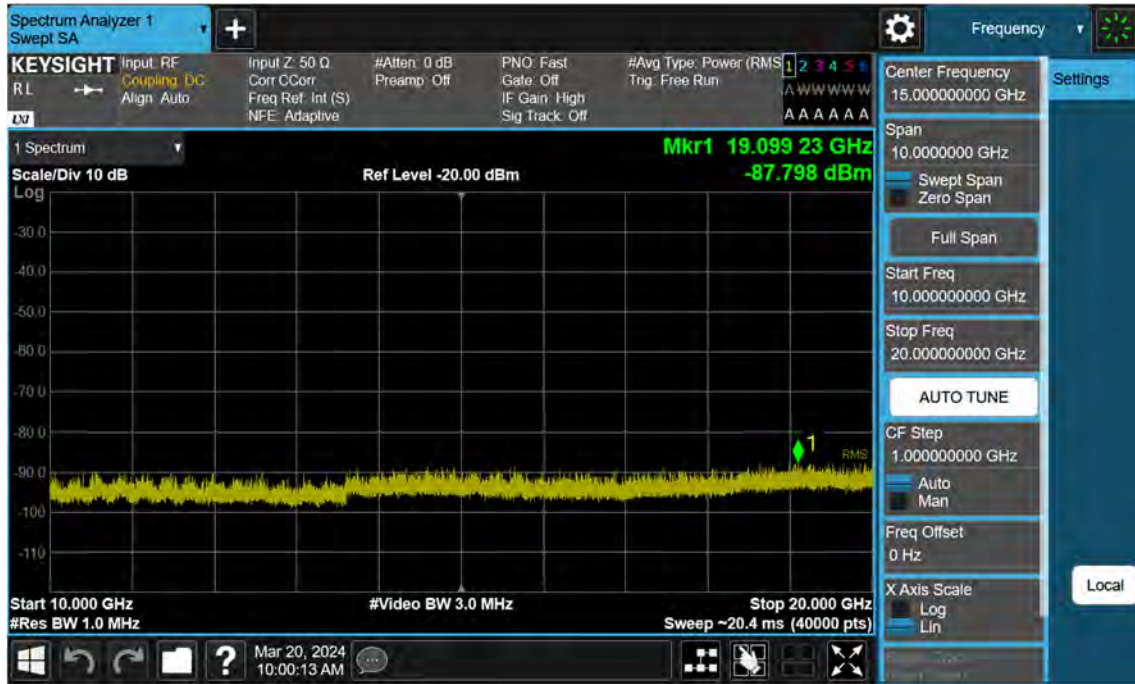 Spectrum Analyzer 1
Swept SA
+
Frequency
KEYSIGHT
RL
LXI
Input: RF
Coupling: DC
Align: Auto
Input Z: 50 Ω
Corr CCorr
Freq Ref: Int (S)
NFE: Adaptive
#Atten: 0 dB
Preamp: Off
PNO: Fast
Gate: Off
IF Gain: High
Sig Track: Off
#Avg Type: Power (RMS
Trig: Free Run
1 2 3 4 5 6
A W W W W W
A A A A A A
1 Spectrum
Mkr1 19.099 23 GHz
Scale/Div 10 dB
Ref Level -20.00 dBm
-87.798 dBm
Log
-30.0
-40.0
-50.0
-60.0
-70.0
-80.0
-90.0
-100
-110
1
RMS
Start 10.000 GHz
#Video BW 3.0 MHz
Stop 20.000 GHz
#Res BW 1.0 MHz
Sweep ~20.4 ms (40000 pts)
Center Frequency
15.000000000 GHz
Settings
Span
10.0000000 GHz
Swept Span
Zero Span
Full Span
Start Freq
10.000000000 GHz
Stop Freq
20.000000000 GHz
AUTO TUNE
CF Step
1.000000000 GHz
Auto
Man
Freq Offset
0 Hz
X Axis Scale
Log
Lin
Local
?
Mar 20, 2024
10:00:13 AM